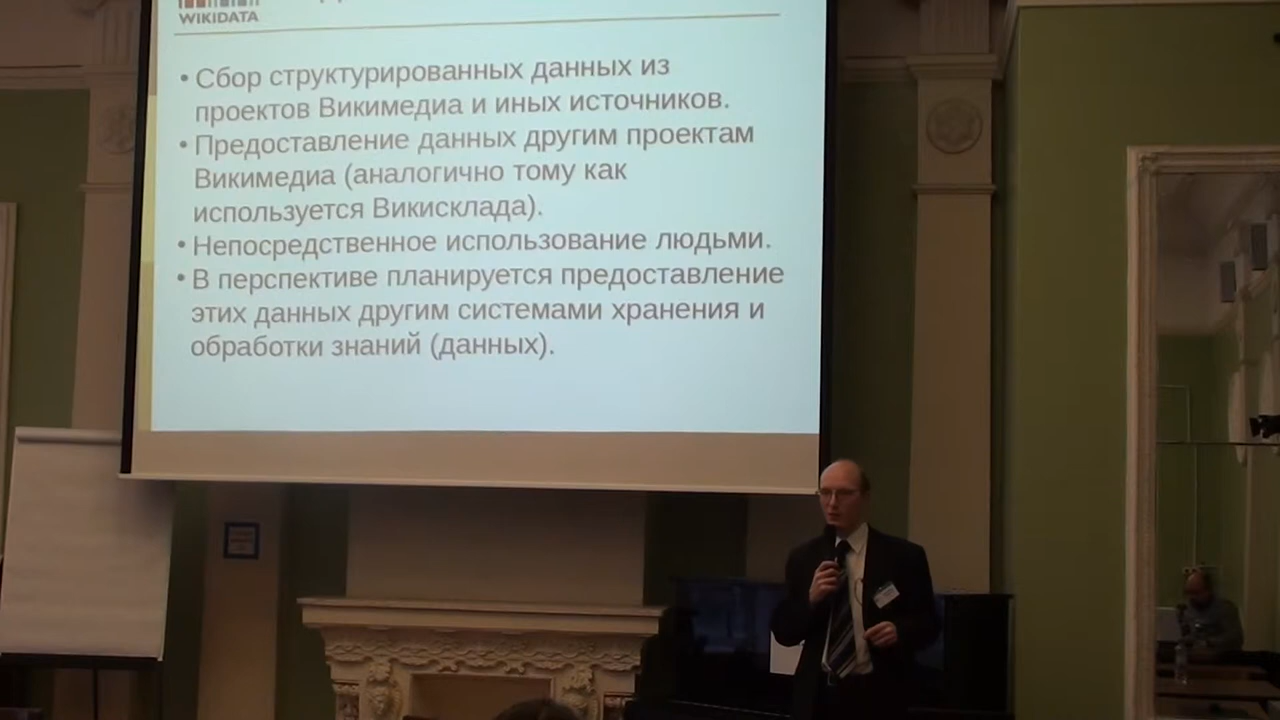 WIKIDATA
• Сбор структурированных данных из
проектов Викимедиа и иных источников.
• Предоставление данных другим проектам
Викимедиа (аналогично тому как
используется Викисклада).
• Непосредственное использование людьми.
• В перспективе планируется предоставление
этих данных другим системами хранения и
обработки знаний (данных).